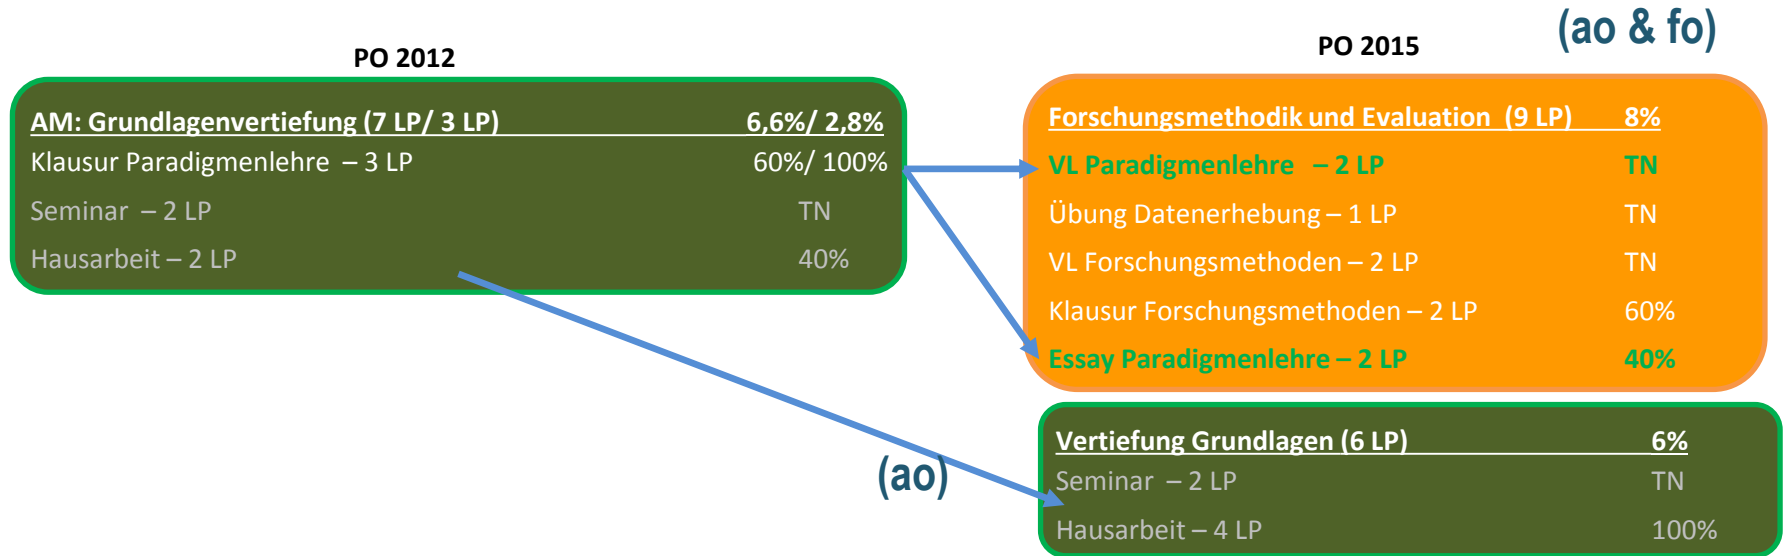 PO 2012
AM: Grundlagenvertiefung (7 LP/ 3 LP) 6,6%/ 2,8%
Klausur Paradigmenlehre – 3 LP 60%/ 100%
Seminar – 2 LP TN
Hausarbeit – 2 LP 40%
(ao & fo)
PO 2015
Forschungsmethodik und Evaluation (9 LP) 8%
VL Paradigmenlehre – 2 LP TN
Übung Datenerhebung – 1 LP TN
VL Forschungsmethoden – 2 LP TN
Klausur Forschungsmethoden – 2 LP 60%
Essay Paradigmenlehre – 2 LP 40%
(ao)
Vertiefung Grundlagen (6 LP) 6%
Seminar – 2 LP TN
Hausarbeit – 4 LP 100%